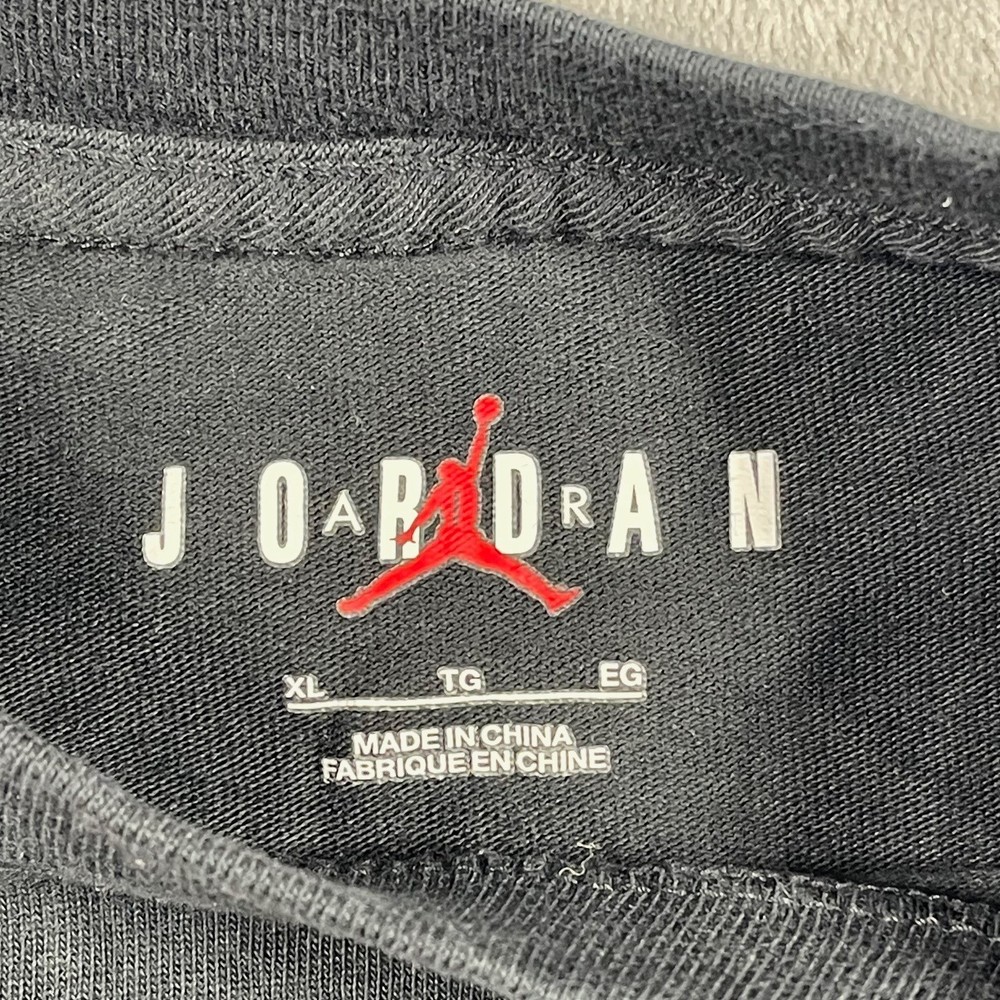 JORDAN
AIR
XL TG EG
MADE IN CHINA
FABRIQUE EN CHINE